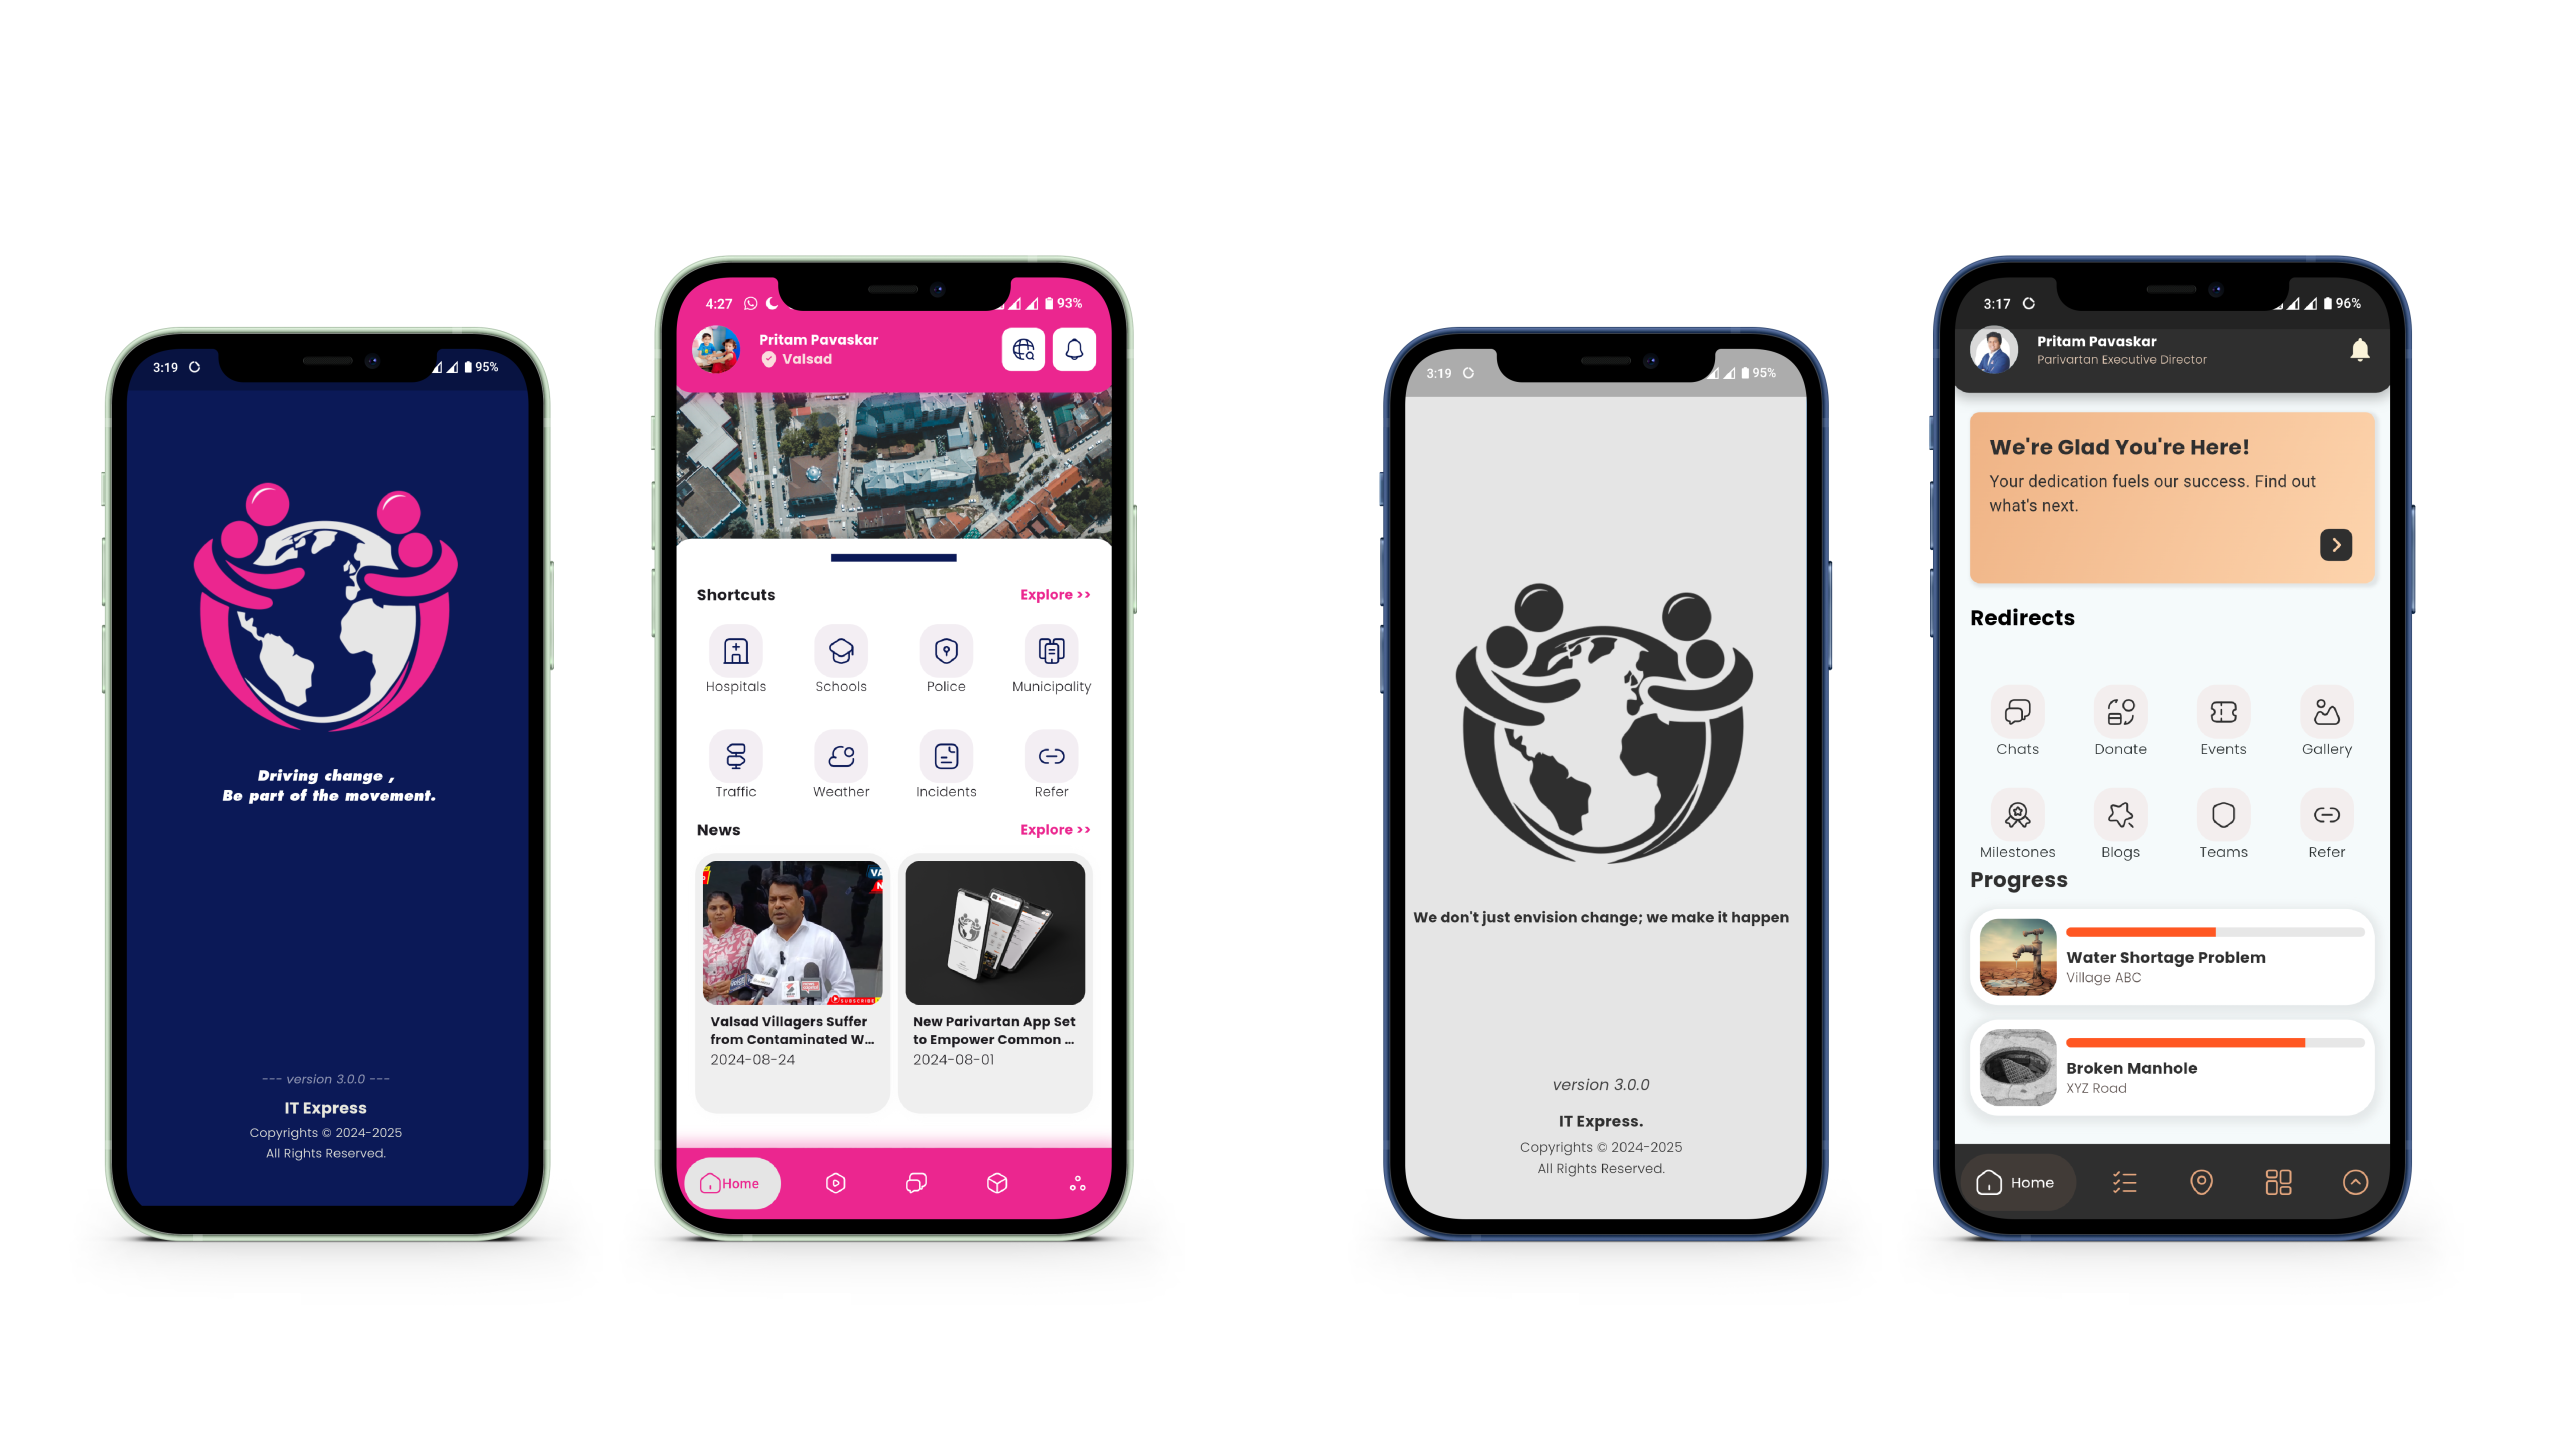 3:19
95%
Driving change ,
Be part of the movement.
--- version 3.0.0 ---
IT Express
Copyrights © 2024-2025
All Rights Reserved.
4:27
93%
Pritam Pavaskar
Valsad
Shortcuts
Explore >>
Hospitals
Schools
Police
Municipality
Traffic
Weather
Incidents
Refer
News
Explore >>
SUBSCRIBE
Valsad Villagers Suffer
from Contaminated W...
2024-08-24
New Parivartan App Set
to Empower Common ...
2024-08-01
Home
3:19
95%
We don't just envision change; we make it happen
version 3.0.0
IT Express.
Copyrights © 2024-2025
All Rights Reserved.
3:17
96%
Pritam Pavaskar
Parivartan Executive Director
We're Glad You're Here!
Your dedication fuels our success. Find out
what's next.
Redirects
Chats
Donate
Events
Gallery
Milestones
Blogs
Teams
Refer
Progress
Water Shortage Problem
Village ABC
Broken Manhole
XYZ Road
Home